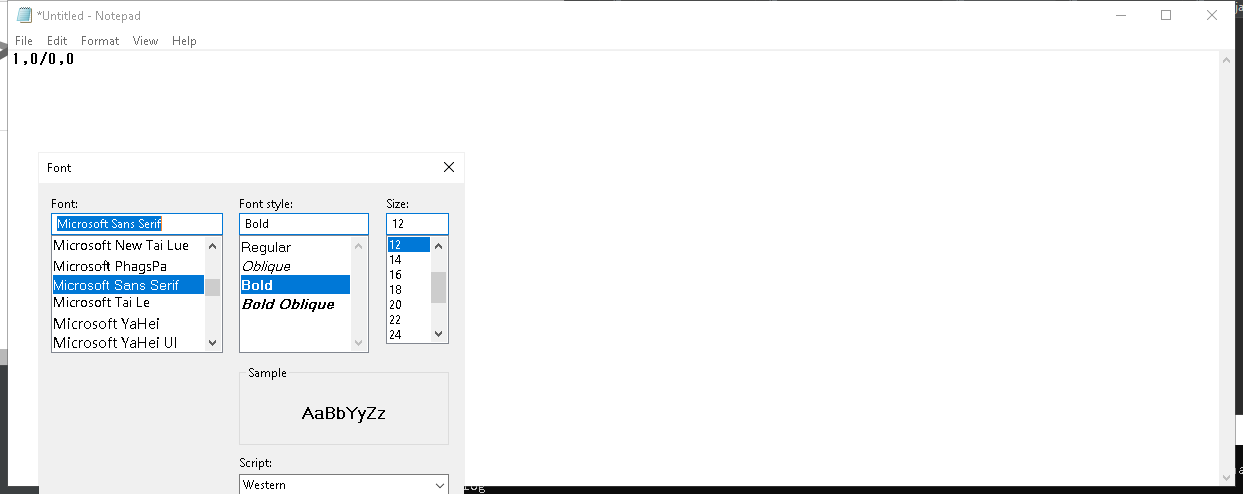 *Untitled - Notepad
File Edit Format View Help
1,0/0,0
Font
Font: Font style: Size:
Microsoft Sans Serif Bold 12
Microsoft New Tai Lue
Microsoft PhagsPa
Microsoft Sans Serif
Microsoft Tai Le
Microsoft YaHei
Microsoft YaHei UI
Regular
Oblique
Bold
Bold Oblique
12
14
16
18
20
22
24
Sample
AaBbYyZz
Script:
Western